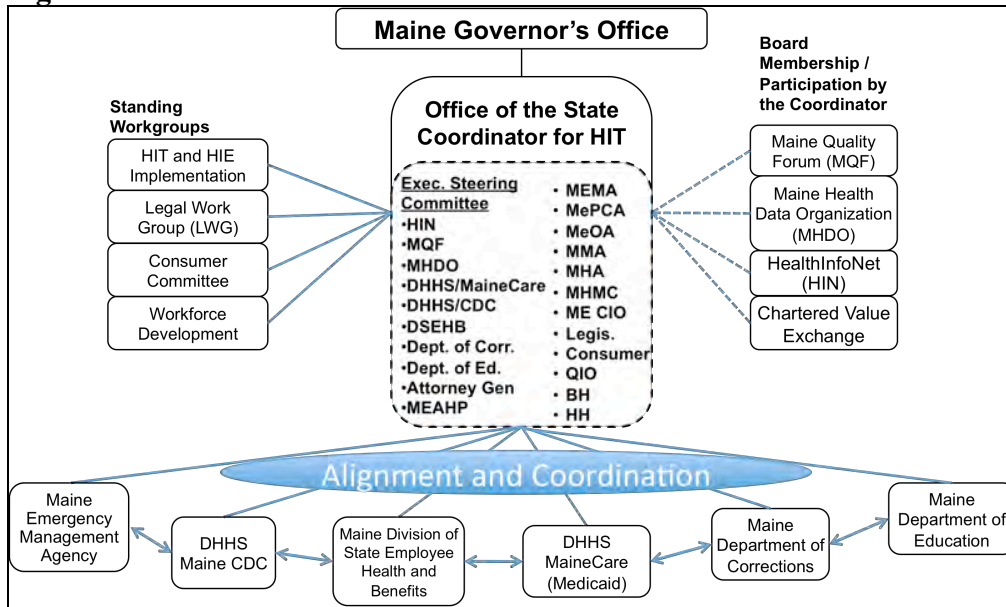 Maine Governor's Office
Standing
Workgroups
HIT and HIE
Implementation
Legal Work
Group (LWG)
Consumer
Committee
Workforce
Development
Office of the State
Coordinator for HIT
Exec. Steering
Committee
•HIN
•MQF
•MHDO
•DHHS/MaineCare
•DHHS/CDC
•DSEHB
•Dept. of Corr.
•Dept. of Ed.
•Attorney Gen
•MEAHP
• MEMA
• MePCA
• MeOA
• MMA
• MHA
• MHMC
• ME CIO
• Legis.
• Consumer
• QIO
• BH
• HH
Board
Membership /
Participation by
the Coordinator
Maine Quality
Forum (MQF)
Maine Health
Data Organization
(MHDO)
HealthInfoNet
(HIN)
Chartered Value
Exchange
Alignment and Coordination
Maine
Emergency
Management
Agency
DHHS
Maine CDC
Maine Division of
State Employee
Health and
Benefits
DHHS
MaineCare
(Medicaid)
Maine
Department of
Corrections
Maine
Department of
Education